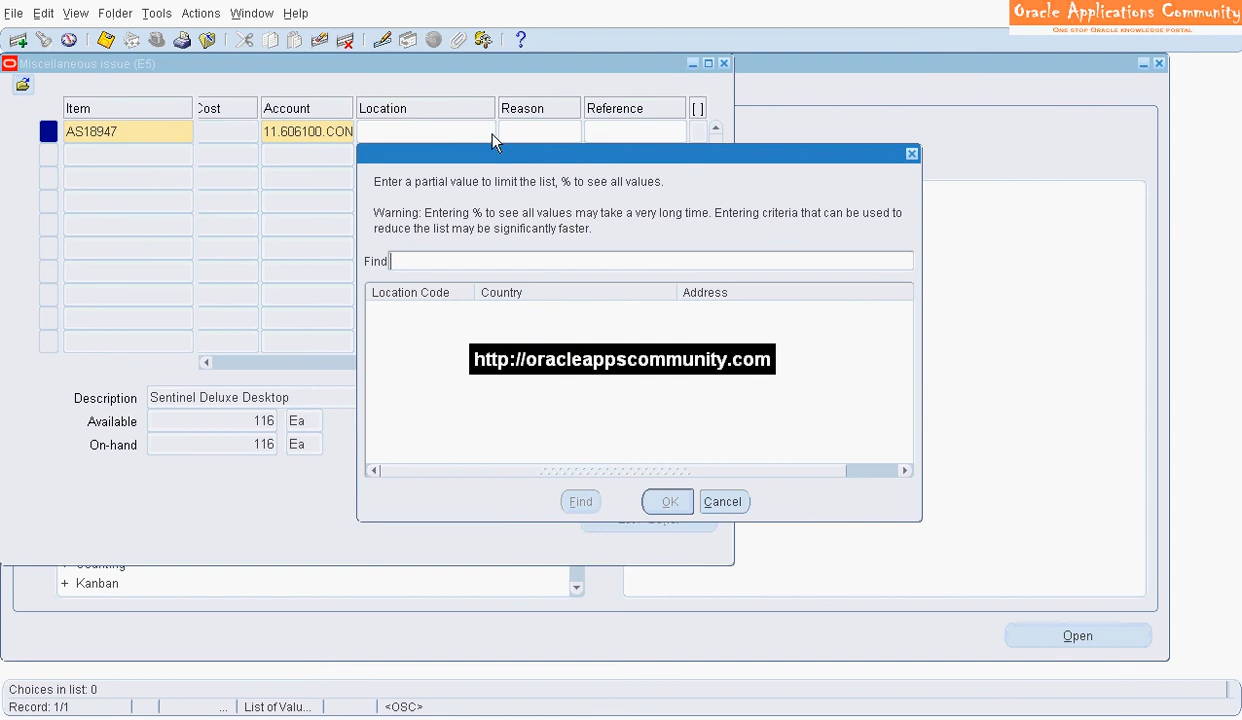 File Edit View Folder Tools Actions Window Help
Oracle Applications Community
One stop Oracle knowledge portal
Miscellaneous issue (E5)
Item Cost Account Location Reason Reference [ ]
AS18947 11.606100.CON
Enter a partial value to limit the list, % to see all values.
Warning: Entering % to see all values may take a very long time. Entering criteria that can be used to
reduce the list may be significantly faster.
Find
Location Code Country Address
http://oracleappscommunity.com
Description Sentinel Deluxe Desktop
Available 116 Ea
On-hand 116 Ea
Find OK Cancel
+ Kanban
Open
Choices in list: 0
Record: 1/1 ... List of Valu... <OSC>